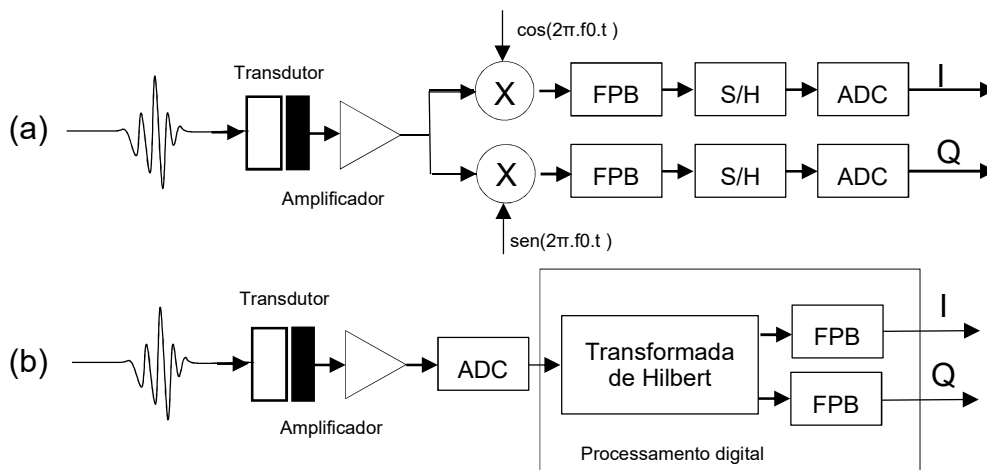 cos(2π.f0.t )
Transdutor
(a)
X
FPB
S/H
ADC
I
Amplificador
X
FPB
S/H
ADC
Q
sen(2π.f0.t )
Transdutor
(b)
ADC
Transformada
de Hilbert
FPB
I
FPB
Q
Amplificador
Processamento digital